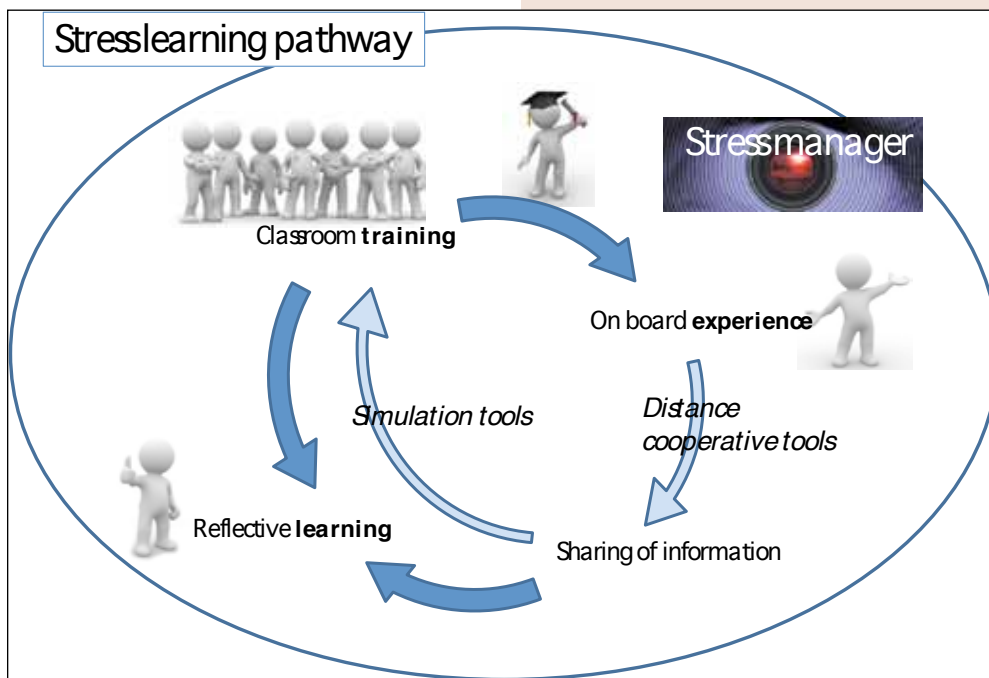 Stresslearning pathway
Stressmanager
Classroom training
On board experience
Simulation tools
Distance
cooperative tools
Reflective learning
Sharing of information